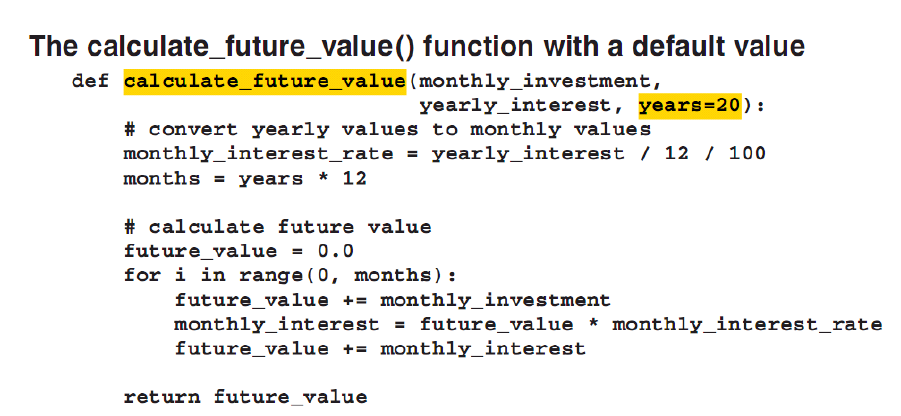 The calculate_future_value() function with a default value
def calculate_future_value(monthly_investment,
                           yearly_interest, years=20):
    # convert yearly values to monthly values
    monthly_interest_rate = yearly_interest / 12 / 100
    months = years * 12

    # calculate future value
    future_value = 0.0
    for i in range(0, months):
        future_value += monthly_investment
        monthly_interest = future_value * monthly_interest_rate
        future_value += monthly_interest

    return future_value